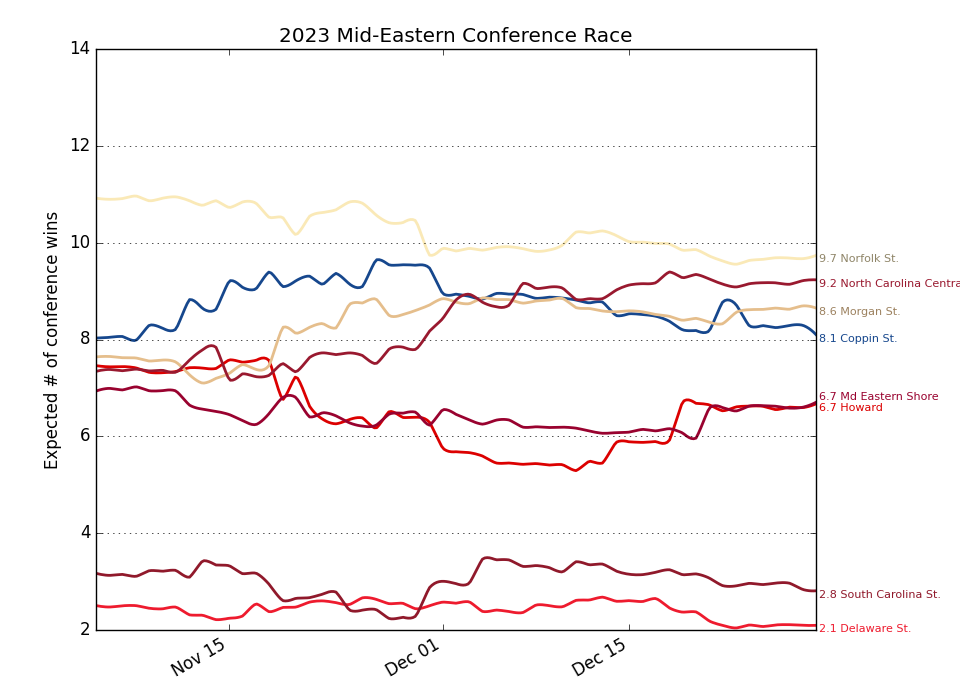 2023 Mid-Eastern Conference Race
Expected # of conference wins
14
12
10
8
6
4
2
Nov 15
Dec 01
Dec 15
9.7 Norfolk St.
9.2 North Carolina Centra
8.6 Morgan St.
8.1 Coppin St.
6.7 Md Eastern Shore
6.7 Howard
2.8 South Carolina St.
2.1 Delaware St.